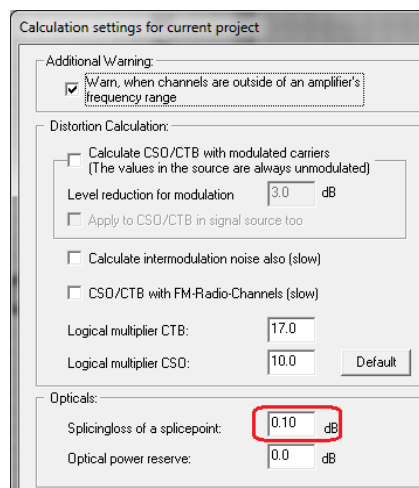 Calculation settings for current project
Additional Warning:
Warn, when channels are outside of an amplifier's
frequency range
Distortion Calculation:
Calculate CSO/CTB with modulated carriers
(The values in the source are always unmodulated)
Level reduction for modulation 3.0 dB
Apply to CSO/CTB in signal source too
Calculate intermodulation noise also (slow)
CSO/CTB with FM-Radio-Channels (slow)
Logical multiplier CTB: 17.0
Logical multiplier CSO: 10.0 Default
Opticals:
Splicingloss of a splicepoint: 0.10 dB
Optical power reserve: 0.0 dB